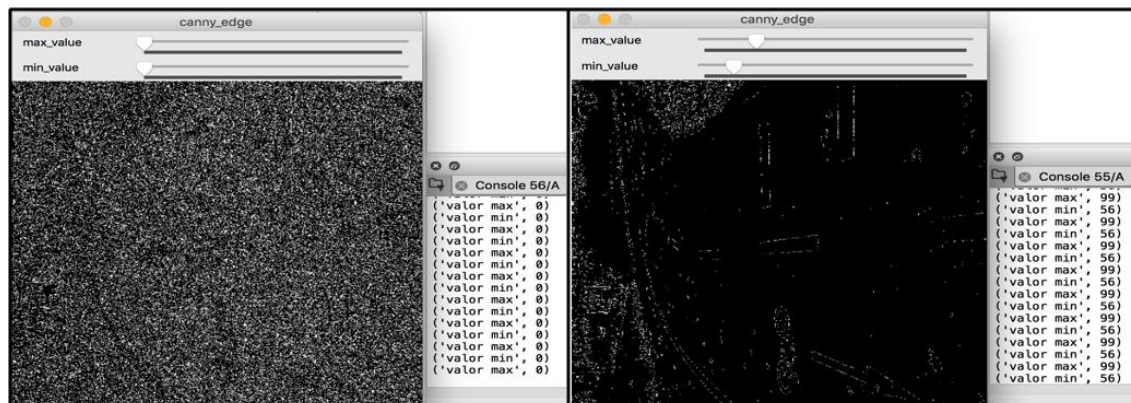 canny_edge
max_value
min_value
Console 56/A
('valor max', 0)
('valor min', 0)
('valor max', 0)
('valor min', 0)
('valor max', 0)
('valor min', 0)
('valor max', 0)
('valor min', 0)
('valor max', 0)
('valor min', 0)
('valor max', 0)
('valor min', 0)
('valor max', 0)
('valor min', 0)
('valor max', 0)
canny_edge
max_value
min_value
Console 55/A
('valor max', 99)
('valor min', 56)
('valor max', 99)
('valor min', 56)
('valor max', 99)
('valor min', 56)
('valor max', 99)
('valor min', 56)
('valor max', 99)
('valor min', 56)
('valor max', 99)
('valor min', 56)
('valor max', 99)
('valor min', 56)
('valor max', 99)
('valor min', 56)